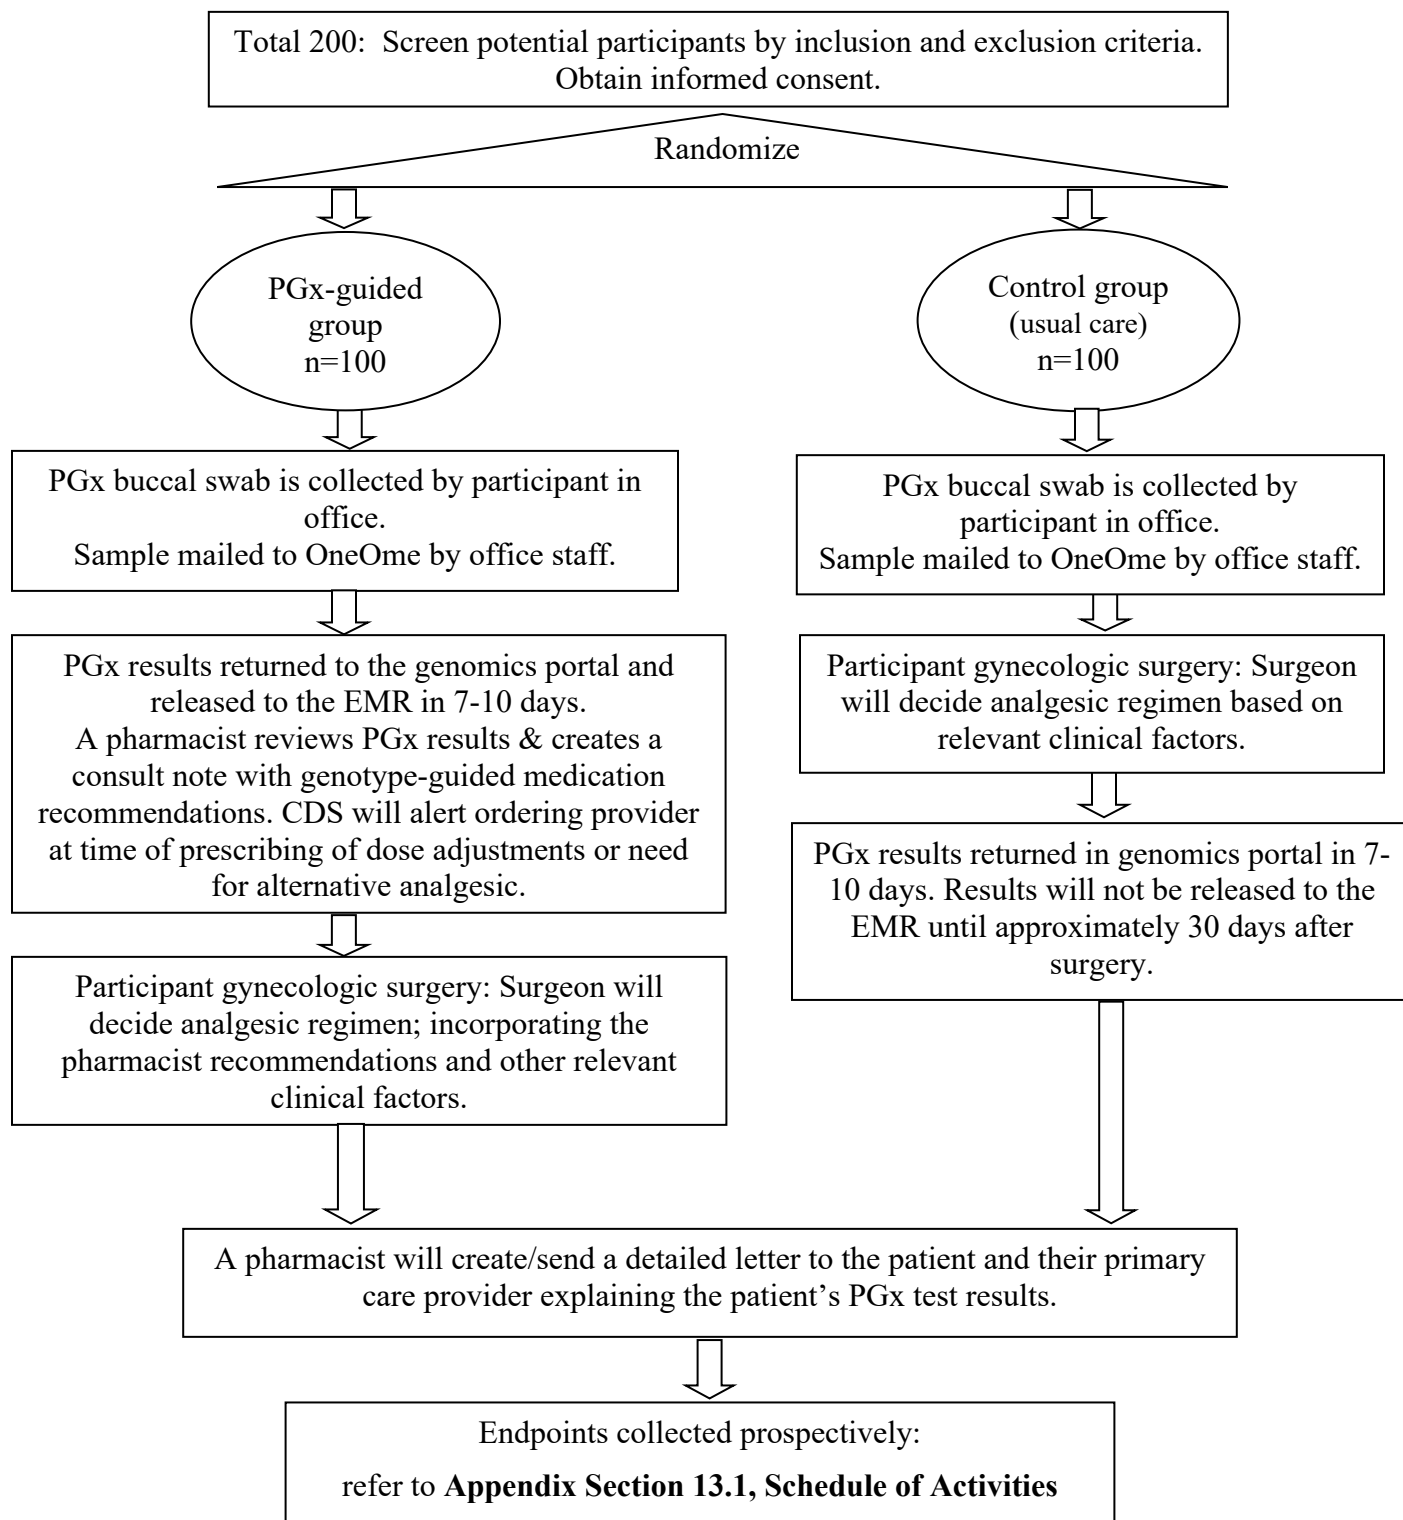 Total 200:  Screen potential participants by inclusion and exclusion criteria.
Obtain informed consent.
Randomize
PGx-guided
group
n=100
Control group
(usual care)
n=100
PGx buccal swab is collected by participant in
office.
Sample mailed to OneOme by office staff.
PGx buccal swab is collected by
participant in office.
Sample mailed to OneOme by office staff.
PGx results returned to the genomics portal and
released to the EMR in 7-10 days.
A pharmacist reviews PGx results & creates a
consult note with genotype-guided medication
recommendations. CDS will alert ordering provider
at time of prescribing of dose adjustments or need
for alternative analgesic.
Participant gynecologic surgery: Surgeon
will decide analgesic regimen based on
relevant clinical factors.
PGx results returned in genomics portal in 7-
10 days. Results will not be released to the
EMR until approximately 30 days after
surgery.
Participant gynecologic surgery: Surgeon will
decide analgesic regimen; incorporating the
pharmacist recommendations and other relevant
clinical factors.
A pharmacist will create/send a detailed letter to the patient and their primary
care provider explaining the patient’s PGx test results.
Endpoints collected prospectively:
refer to Appendix Section 13.1, Schedule of Activities